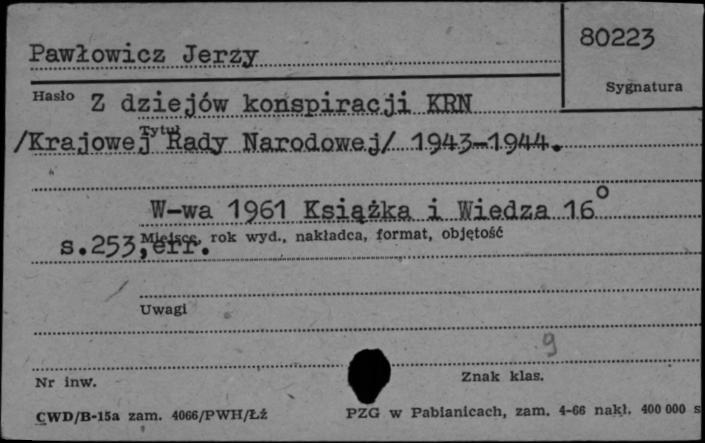 80223
Pawłowicz Jerzy
Sygnatura
Hasło Z dziejów konspiracji KRN
Tytuł
/Krajowej Rady Narodowej/ 1943-1944.
W-wa 1961 Książka i Wiedza 16°
Miejsce, rok wyd., nakładca, format, objętość
s.253,err.
Uwagi
9
Nr inw.
Znak klas.
CWD/B-15a zam. 4066/PWH/Łż PZG w Pabianicach, zam. 4-66 nakł. 400 000 s